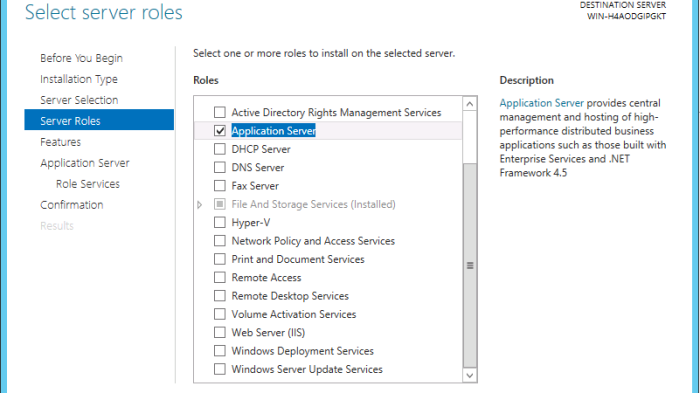 Select server roles
DESTINATION SERVER
WIN-H4AODGIPGKT
Before You Begin
Installation Type
Server Selection
Server Roles
Features
Application Server
Role Services
Confirmation
Results
Select one or more roles to install on the selected server.
Roles
Active Directory Rights Management Services
Application Server
DHCP Server
DNS Server
Fax Server
File And Storage Services (Installed)
Hyper-V
Network Policy and Access Services
Print and Document Services
Remote Access
Remote Desktop Services
Volume Activation Services
Web Server (IIS)
Windows Deployment Services
Windows Server Update Services
Description
Application Server provides central
management and hosting of high-
performance distributed business
applications such as those built with
Enterprise Services and .NET
Framework 4.5